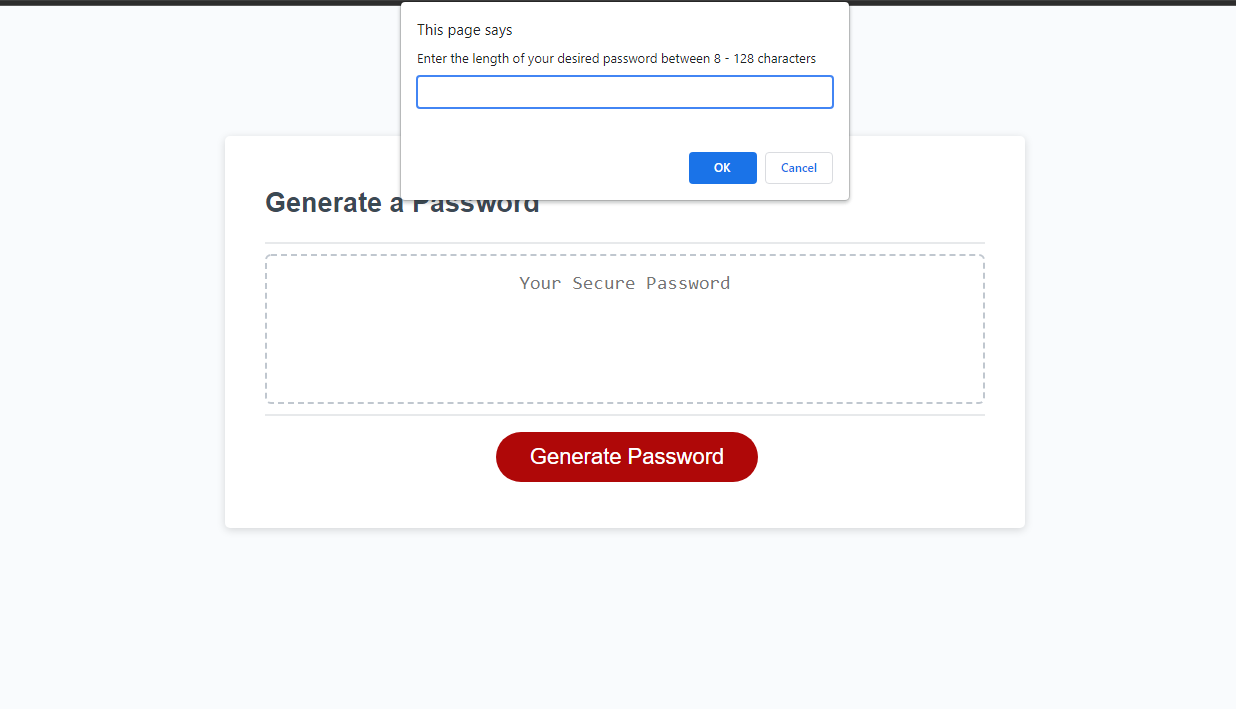 This page says
Enter the length of your desired password between 8 - 128 characters
OK Cancel
Generate a Password
Your Secure Password
Generate Password